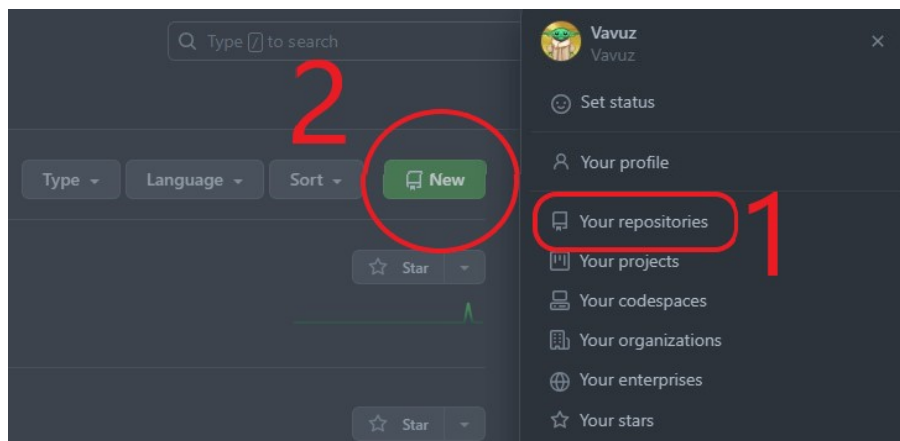 Type / to search
2
Type
Language
Sort
New
Star
Star
Vavuz
Vavuz
Set status
Your profile
Your repositories
1
Your projects
Your codespaces
Your organizations
Your enterprises
Your stars